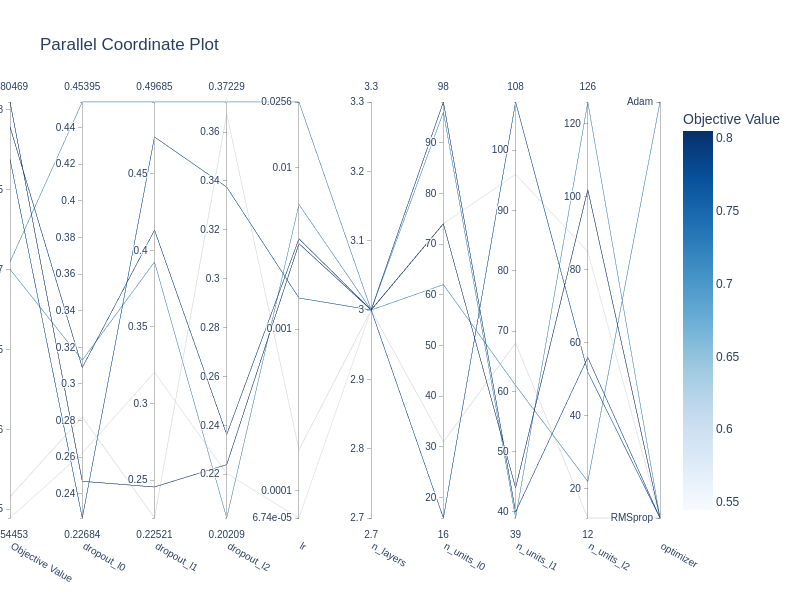 Parallel Coordinate Plot
80469 0.45395 0.49685 0.37229 3.3 98 108 126
0.0256 3.3 Adam
Objective Value
0.44 0.45 0.36 0.01 3.2 90 100 120 0.8
0.42 0.4 0.34 3.1 80 90 100 0.75
0.4 0.35 0.32 0.001 3 70 80 80 0.7
0.38 0.3 0.3 0.0001 2.9 60 70 60 0.65
0.36 0.25 0.28 6.74e-05 2.8 50 60 40 0.6
0.34 0.26 2.7 40 50 20 0.55
0.32 0.24 30 40 RMSprop
0.3 0.22 20
0.28
0.26
0.24
54453 0.22684 0.22521 0.20209 2.7 16 39 12
Objective Value dropout_l0 dropout_l1 dropout_l2 lr n_layers n_units_l0 n_units_l1 n_units_l2 optimizer